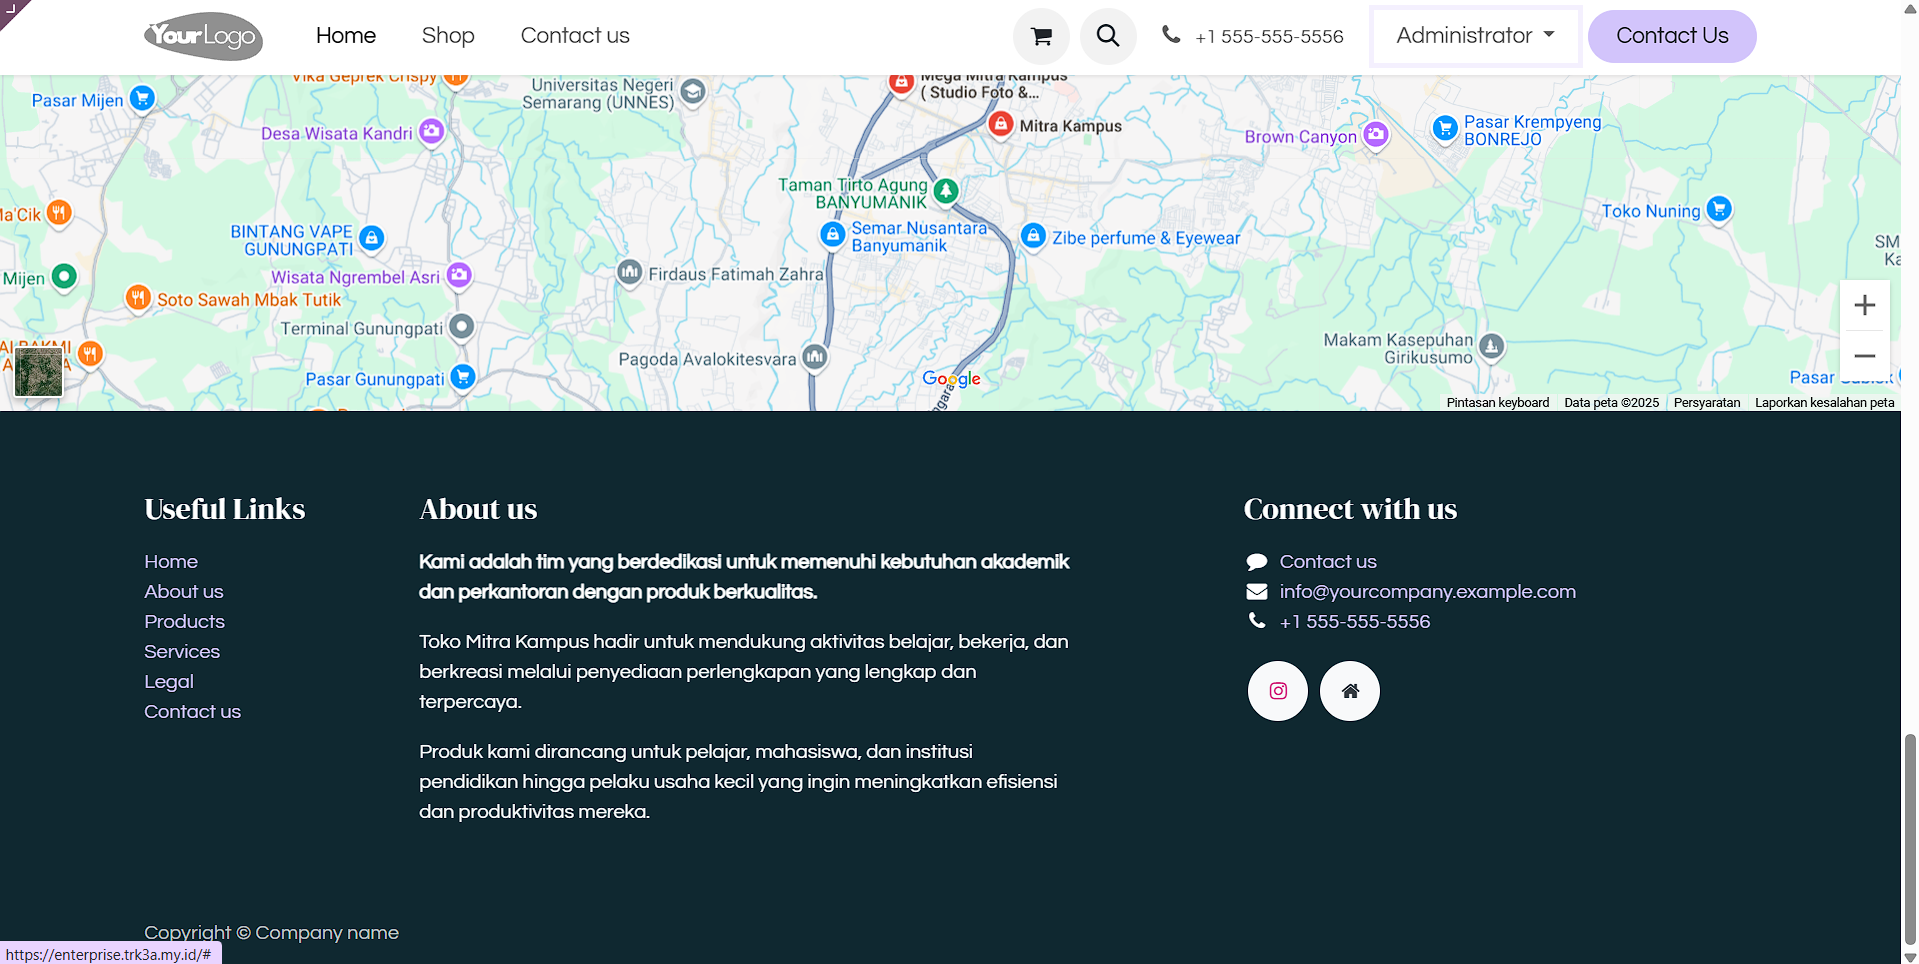 YourLogo
Home
Shop
Contact us
+1 555-555-5556
Administrator
Contact Us
Vika Geprek Crispy
Universitas Negeri
Semarang (UNNES)
Mega Mitra Kampus
( Studio Foto &...
Mitra Kampus
Pasar Mijen
Desa Wisata Kandri
Brown Canyon
Pasar Krempyeng
BONREJO
Taman Tirto Agung
BANYUMANIK
Ma'Cik
BINTANG VAPE
GUNUNGPATI
Semar Nusantara
Banyumanik
Zibe perfume & Eyewear
Toko Nuning
SM
Ka
Mijen
Wisata Ngrembel Asri
Firdaus Fatimah Zahra
Soto Sawah Mbak Tutik
Terminal Gunungpati
Pagoda Avalokitesvara
Makam Kasepuhan
Girikusumo
Pasar Gunungpati
Google
Pasar
Pintasan keyboard
Data peta ©2025
Persyaratan
Laporkan kesalahan peta
Useful Links
Home
About us
Products
Services
Legal
Contact us
About us
Kami adalah tim yang berdedikasi untuk memenuhi kebutuhan akademik
dan perkantoran dengan produk berkualitas.
Toko Mitra Kampus hadir untuk mendukung aktivitas belajar, bekerja, dan
berkreasi melalui penyediaan perlengkapan yang lengkap dan
terpercaya.
Produk kami dirancang untuk pelajar, mahasiswa, dan institusi
pendidikan hingga pelaku usaha kecil yang ingin meningkatkan efisiensi
dan produktivitas mereka.
Connect with us
Contact us
info@yourcompany.example.com
+1 555-555-5556
Copyright © Company name
https://enterprise.trk3a.my.id/#